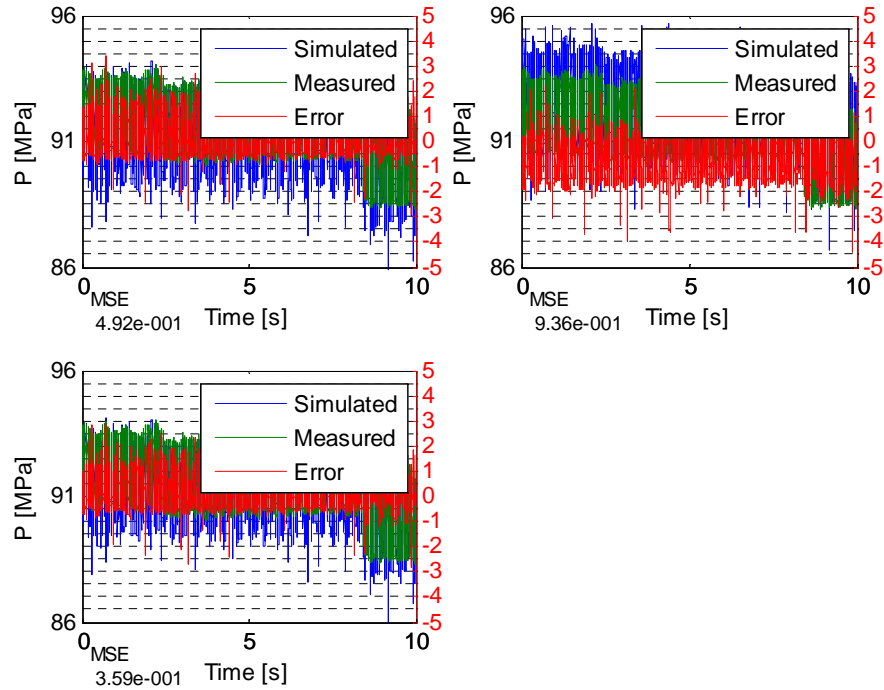 96
5
4
3
2
1
0
-1
-2
-3
-4
-5
91
86
P [MPa]
Simulated
Measured
Error
0
5
10
MSE
4.92e-001
Time [s]
96
5
4
3
2
1
0
-1
-2
-3
-4
-5
91
86
P [MPa]
Simulated
Measured
Error
0
5
10
MSE
9.36e-001
Time [s]
96
5
4
3
2
1
0
-1
-2
-3
-4
-5
91
86
P [MPa]
Simulated
Measured
Error
0
5
10
MSE
3.59e-001
Time [s]